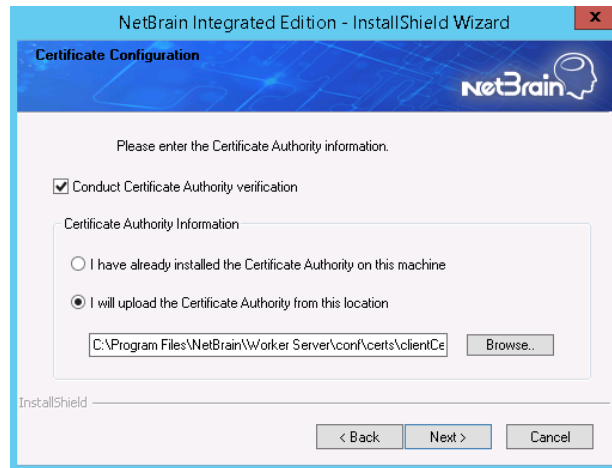 NetBrain Integrated Edition - InstallShield Wizard
x
Certificate Configuration
NetBrain
Please enter the Certificate Authority information.
Conduct Certificate Authority verification
Certificate Authority Information
I have already installed the Certificate Authority on this machine
I will upload the Certificate Authority from this location
C:\Program Files\NetBrain\Worker Server\conf\certs\clientCe
Browse..
InstallShield
< Back
Next >
Cancel